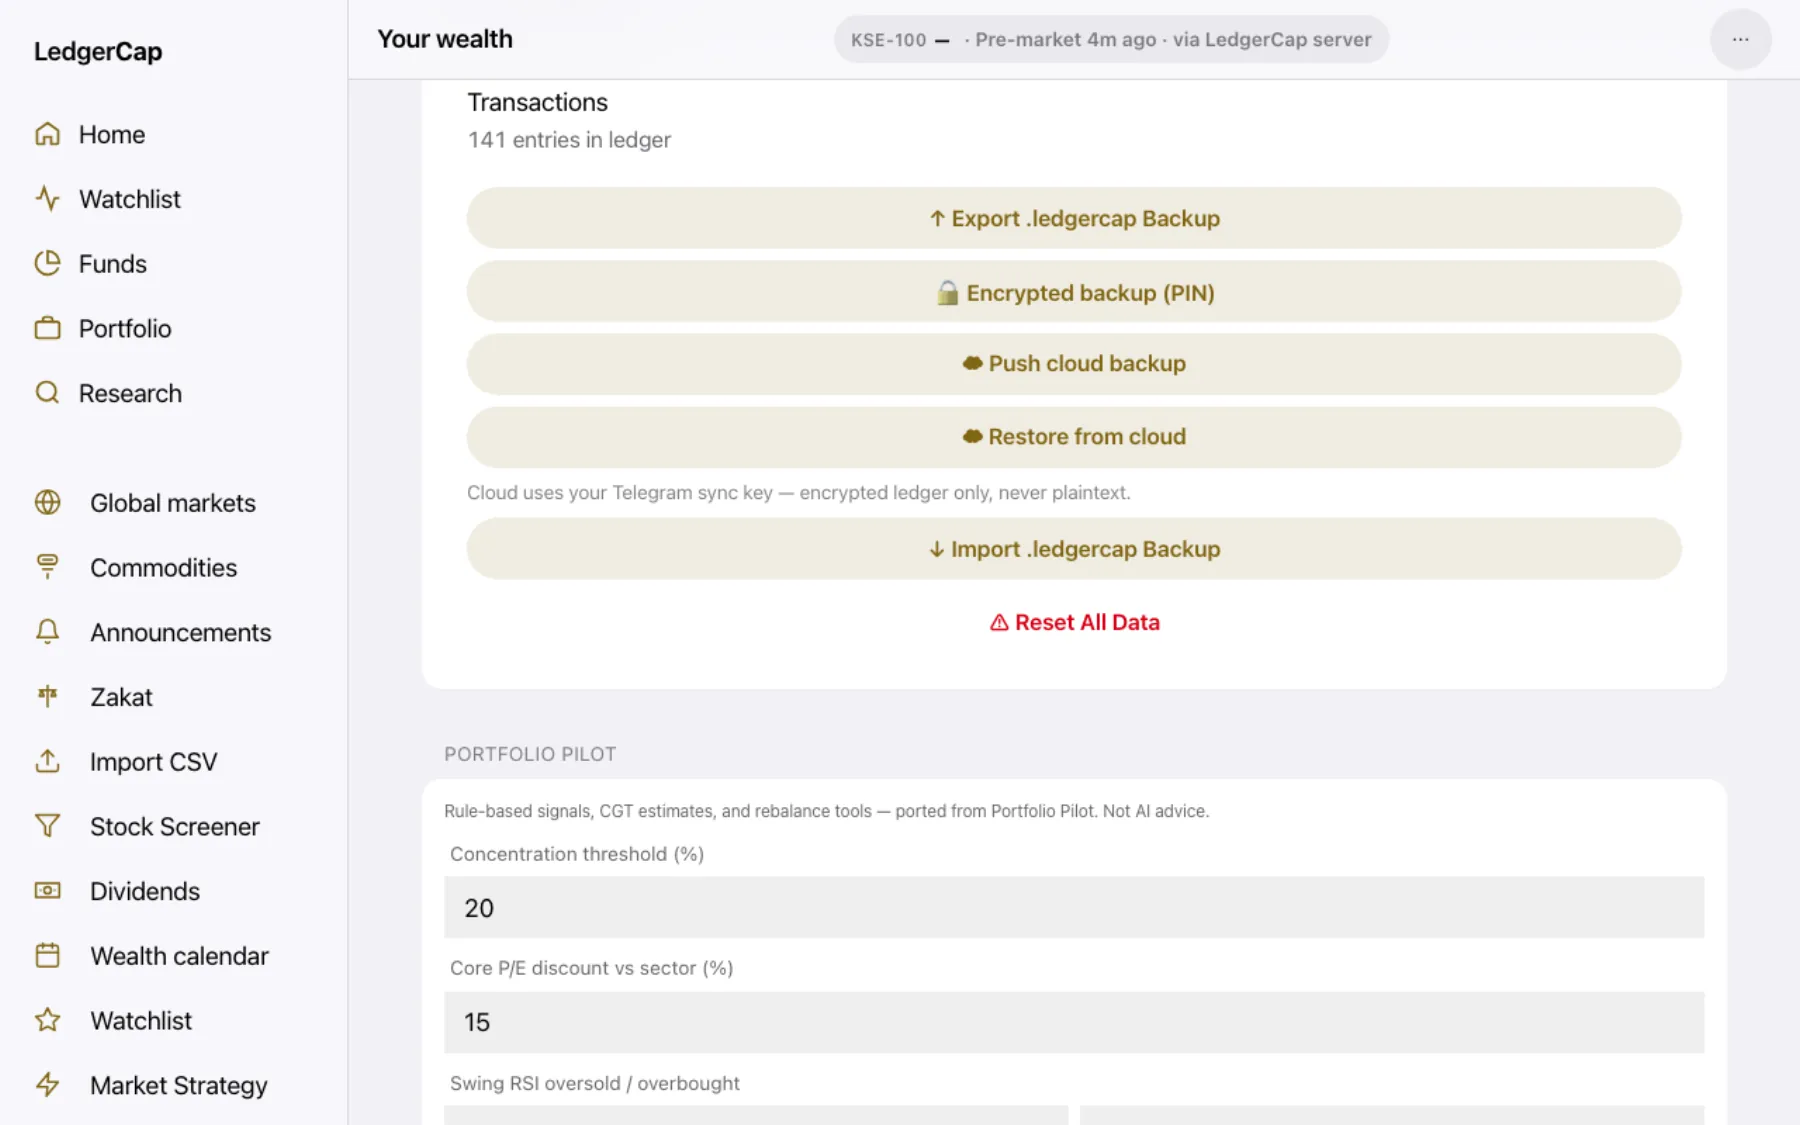 LedgerCap
Home
Watchlist
Funds
Portfolio
Research
Global markets
Commodities
Announcements
Zakat
Import CSV
Stock Screener
Dividends
Wealth calendar
Watchlist
Market Strategy
Your wealth
KSE-100 — · Pre-market 4m ago · via LedgerCap server
...
Transactions
141 entries in ledger
↑ Export .ledgercap Backup
🔒 Encrypted backup (PIN)
☁ Push cloud backup
☁ Restore from cloud
Cloud uses your Telegram sync key — encrypted ledger only, never plaintext.
↓ Import .ledgercap Backup
⚠ Reset All Data
PORTFOLIO PILOT
Rule-based signals, CGT estimates, and rebalance tools — ported from Portfolio Pilot. Not AI advice.
Concentration threshold (%)
20
Core P/E discount vs sector (%)
15
Swing RSI oversold / overbought